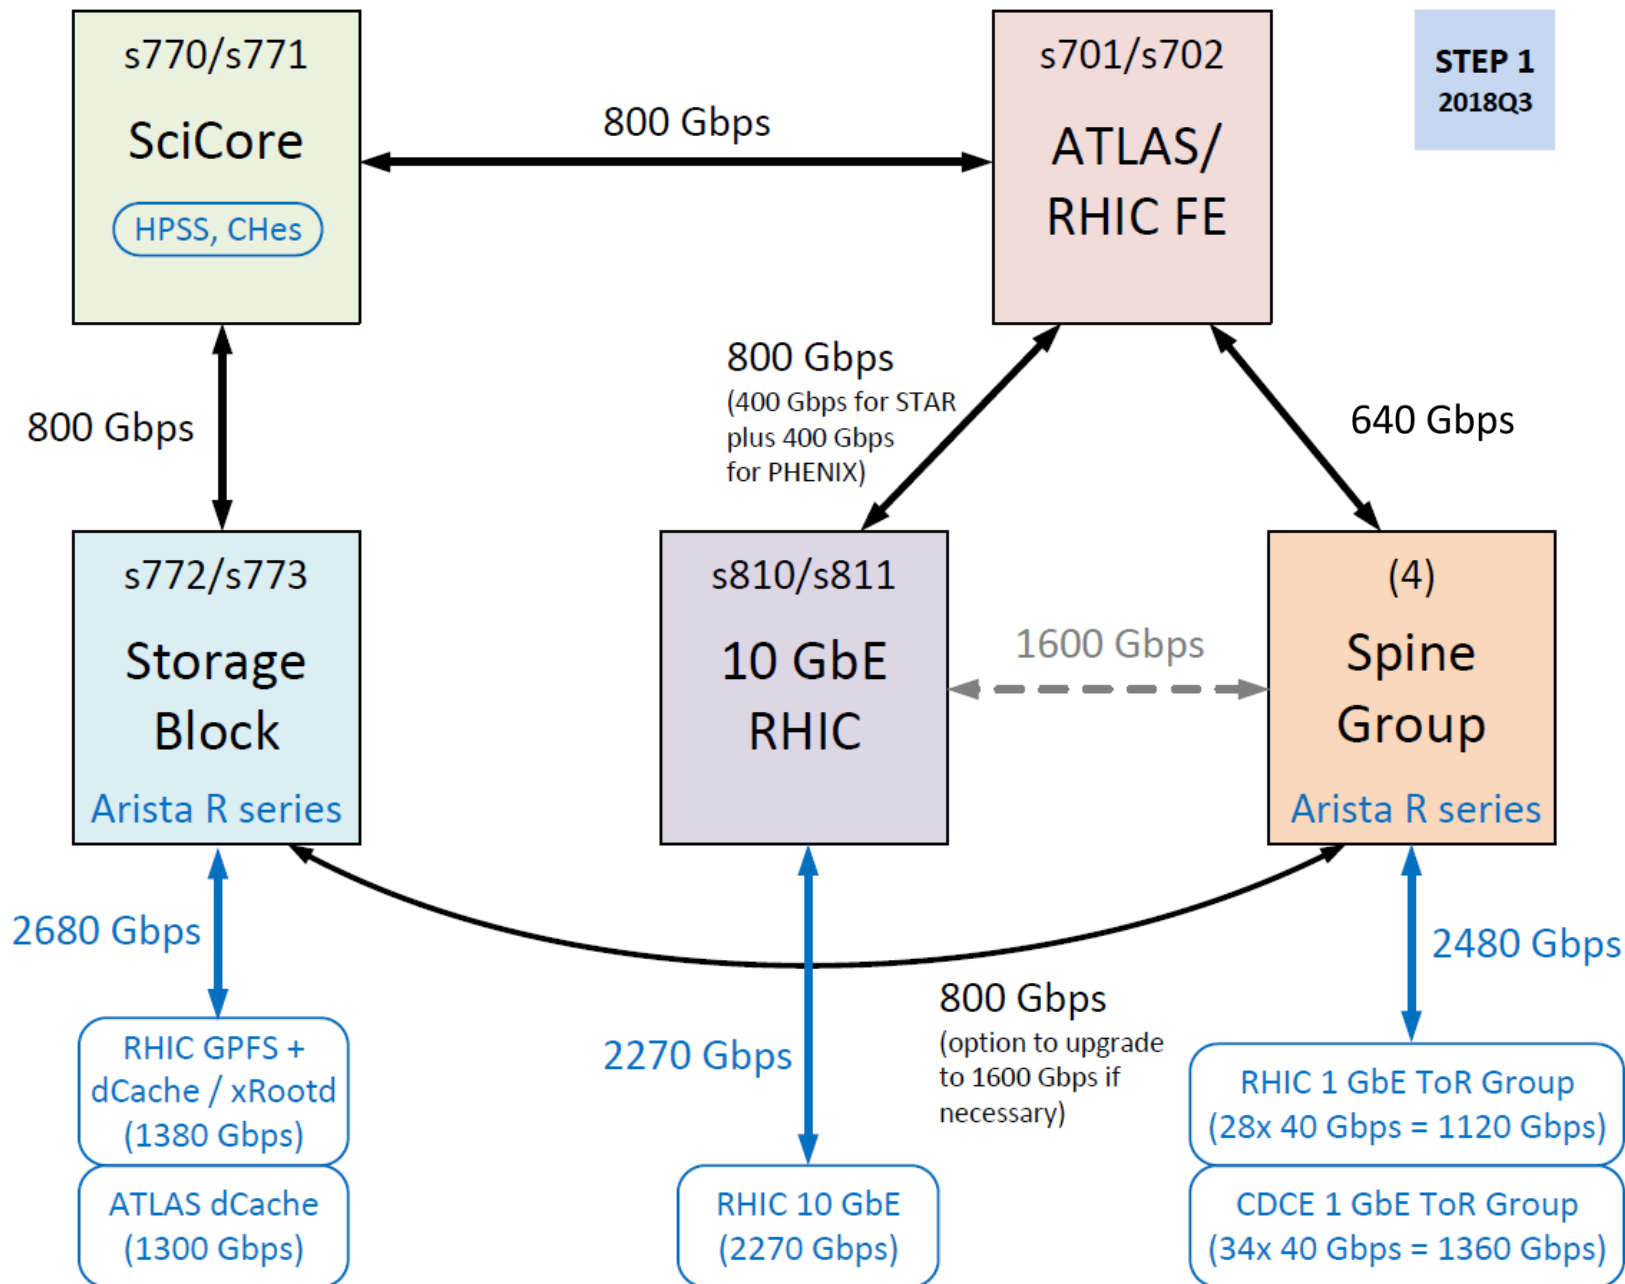 s770/s771
SciCore
HPSS, CHes
800 Gbps
s701/s702
ATLAS/
RHIC FE
STEP 1
2018Q3
800 Gbps
800 Gbps
(400 Gbps for STAR
plus 400 Gbps
for PHENIX)
640 Gbps
s772/s773
Storage
Block
Arista R series
s810/s811
10 GbE
RHIC
1600 Gbps
(4)
Spine
Group
Arista R series
2680 Gbps
2270 Gbps
800 Gbps
(option to upgrade
to 1600 Gbps if
necessary)
2480 Gbps
RHIC GPFS +
dCache / xRootd
(1380 Gbps)
ATLAS dCache
(1300 Gbps)
RHIC 10 GbE
(2270 Gbps)
RHIC 1 GbE ToR Group
(28x 40 Gbps = 1120 Gbps)
CDCE 1 GbE ToR Group
(34x 40 Gbps = 1360 Gbps)